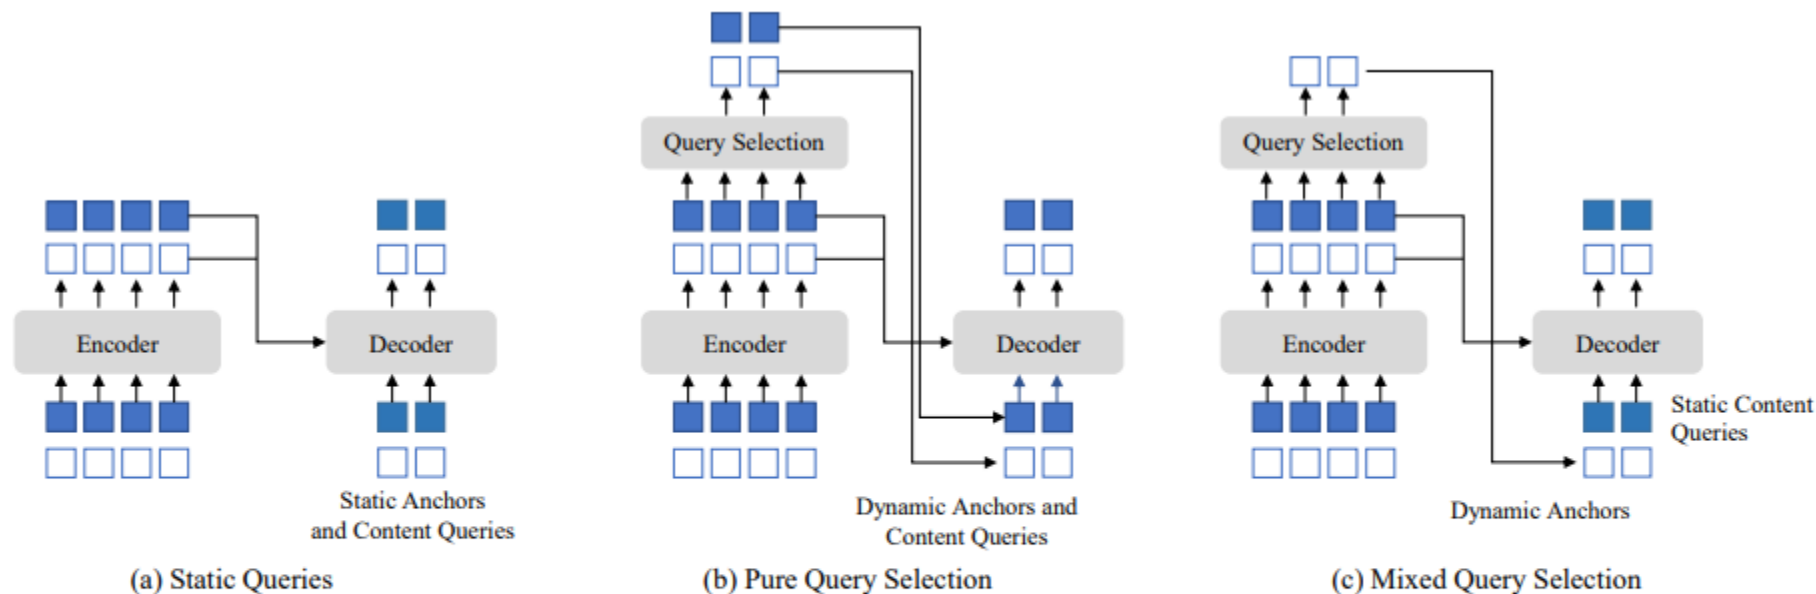 Query Selection
Encoder
Decoder
Static Anchors
and Content Queries
(a) Static Queries
Encoder
Decoder
Dynamic Anchors and
Content Queries
(b) Pure Query Selection
Query Selection
Encoder
Decoder
Static Content
Queries
Dynamic Anchors
(c) Mixed Query Selection